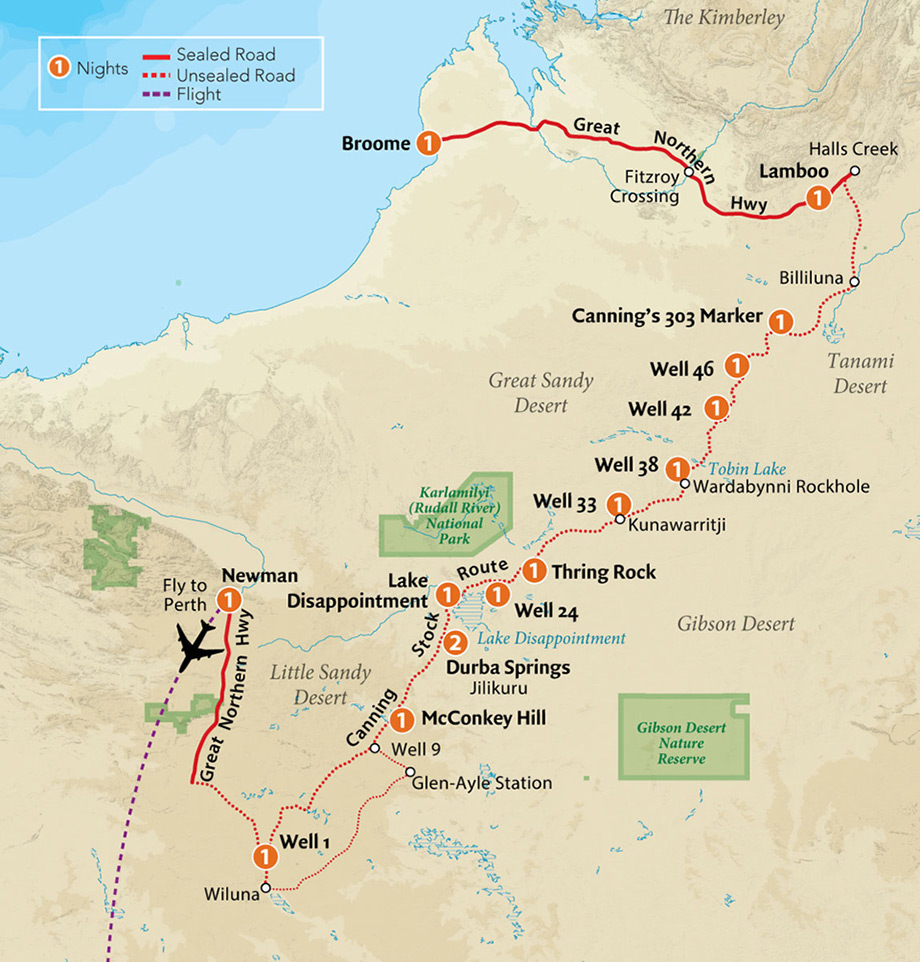 The Kimberley
1 Nights
Sealed Road
Unsealed Road
Flight
Broome 1
Great Northern Hwy
Fitzroy
Crossing
Halls Creek
Lamboo
1
Billiluna
Canning's 303 Marker 1
Tanami
Desert
Well 46 1
Great Sandy
Desert
Well 42 1
Well 38 1
Tobin Lake
Wardabynni Rockhole
Karlamilyi
(Rudall River)
National
Park
Well 33 1
Kunawarritji
Thring Rock
1
Canning Stock Route
Lake
Disappointment 1
1
Well 24
Newman
1
Fly to
Perth
Great Northern Hwy
Gibson Desert
Lake Disappointment
2
Durba Springs
Jilikuru
Little Sandy
Desert
1 McConkey Hill
Gibson Desert
Nature
Reserve
Well 9
Glen-Ayle Station
Well 1
1
Wiluna